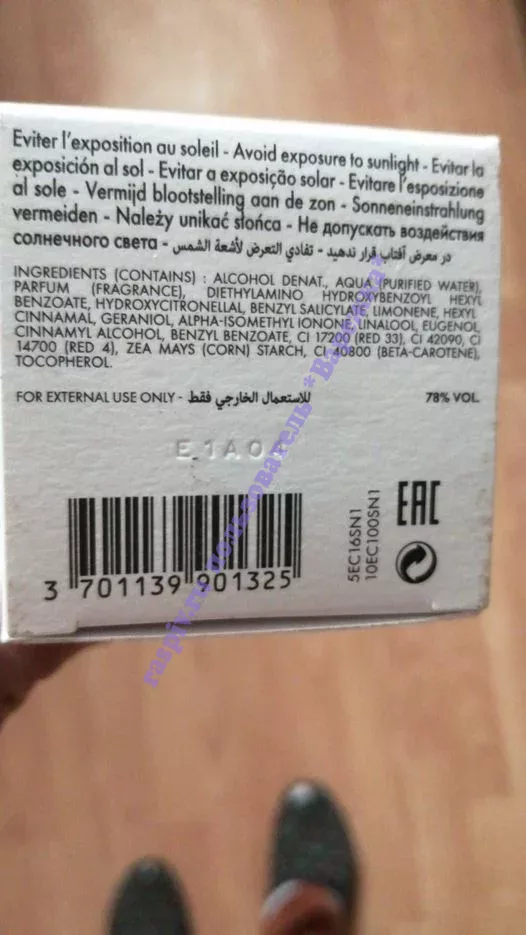 Eviter l'exposition au soleil - Avoid exposure to sunlight - Evitar la
exposición al sol - Evitar a exposição solar - Evitare l'esposizione
al sole - Vermijd blootstelling aan de zon - Sonneneinstrahlung
vermeiden - Należy unikać słońca - Не допускать воздействия
солнечного света - در معرض آفتاب قرار ندهید - تفادي التعرض لأشعة الشمس
INGREDIENTS (CONTAINS) : ALCOHOL DENAT., AQUA (PURIFIED WATER),
PARFUM (FRAGRANCE), DIETHYLAMINO HYDROXYBENZOYL HEXYL
BENZOATE, HYDROXYCITRONELLAL, BENZYL SALICYLATE, LIMONENE, HEXYL
CINNAMAL, GERANIOL, ALPHA-ISOMETHYL IONONE, LINALOOL, EUGENOL,
CINNAMYL ALCOHOL, BENZYL BENZOATE, CI 17200 (RED 33), CI 42090, CI
14700 (RED 4), ZEA MAYS (CORN) STARCH, CI 40800 (BETA-CAROTENE),
TOCOPHEROL.
FOR EXTERNAL USE ONLY - للاستعمال الخارجي فقط
78% VOL.
E 1A0
3 701139 901325
5EC16SN1
10EC100SN1
EAC
raspiv.ru пользователь